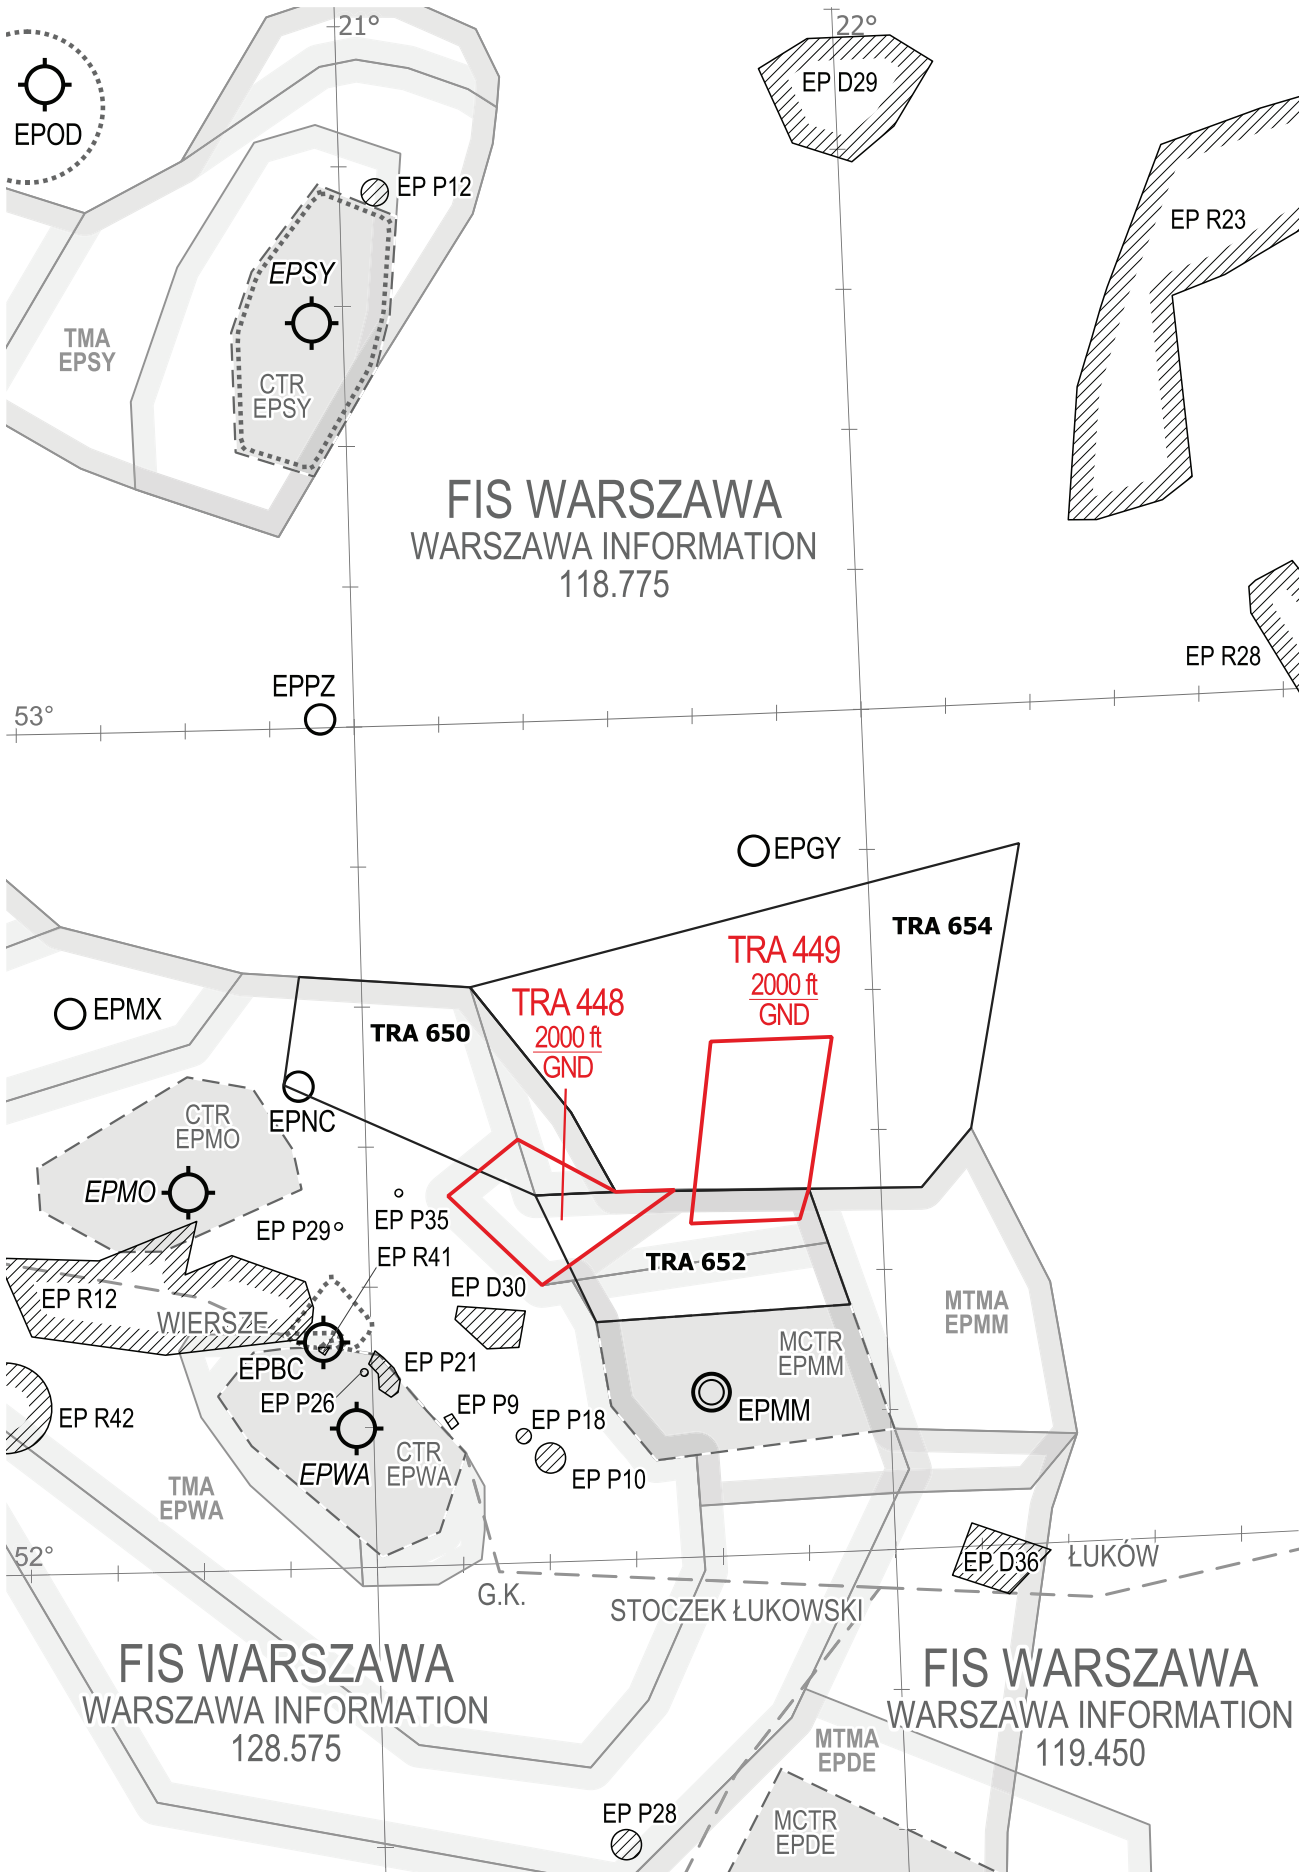 21°
22°
EP D29
EPOD
EP P12
EP R23
EPSY
TMA
EPSY
CTR
EPSY
FIS WARSZAWA
WARSZAWA INFORMATION
118.775
EP R28
EPPZ
53°
EPGY
TRA 654
TRA 449
2000 ft
GND
TRA 448
2000 ft
GND
EPMX
TRA 650
EPNC
CTR
EPMO
EPMO
EP P35
EP P29
EP R41
TRA 652
EP D30
EP R12
WIERSZE
MTMA
EPMM
MCTR
EPMM
EPBC
EP P21
EP P26
EP P9
EPMM
EP R42
EP P18
CTR
EPWA
EPWA
EP P10
TMA
EPWA
52°
EP D36
ŁUKÓW
G.K.
STOCZEK ŁUKOWSKI
FIS WARSZAWA
WARSZAWA INFORMATION
128.575
FIS WARSZAWA
WARSZAWA INFORMATION
119.450
MTMA
EPDE
EP P28
MCTR
EPDE